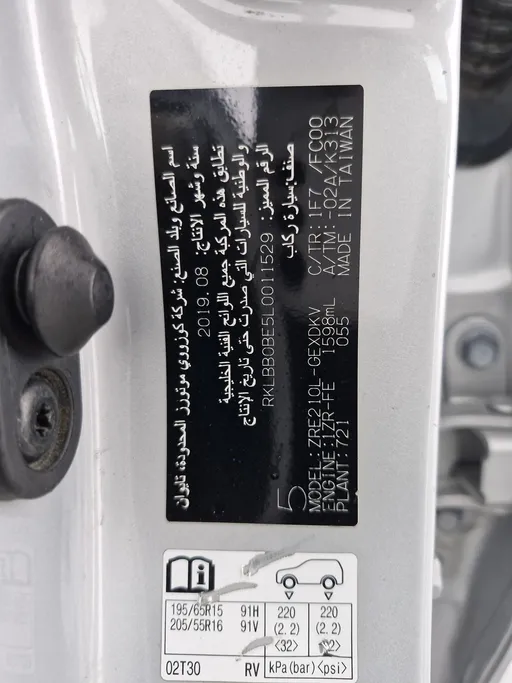 اسم الصانع وبلد الصنع: شركة كوزووي موتورز المحدودة، تايوان
سنة وشهر الإنتاج: 2019.08
تطابق هذه المركبة جميع اللوائح الفنية الخليجية
والوطنية للسيارات التي صدرت حتى تاريخ الإنتاج
الرقم المميز: RKLBB0BE5L0011529
صنف: سيارة ركاب
5
MODEL: ZRE210L-GEXDKV C/TR: 1F7 /FC00
ENGINE: 1ZR-FE 1598mL A/TM: -02A/K313
PLANT: 721 055 MADE IN TAIWAN
195/65R15 91H 220 220
205/55R16 91V (2.2) (2.2)
<32>
02T30 RV kPa(bar)<psi>